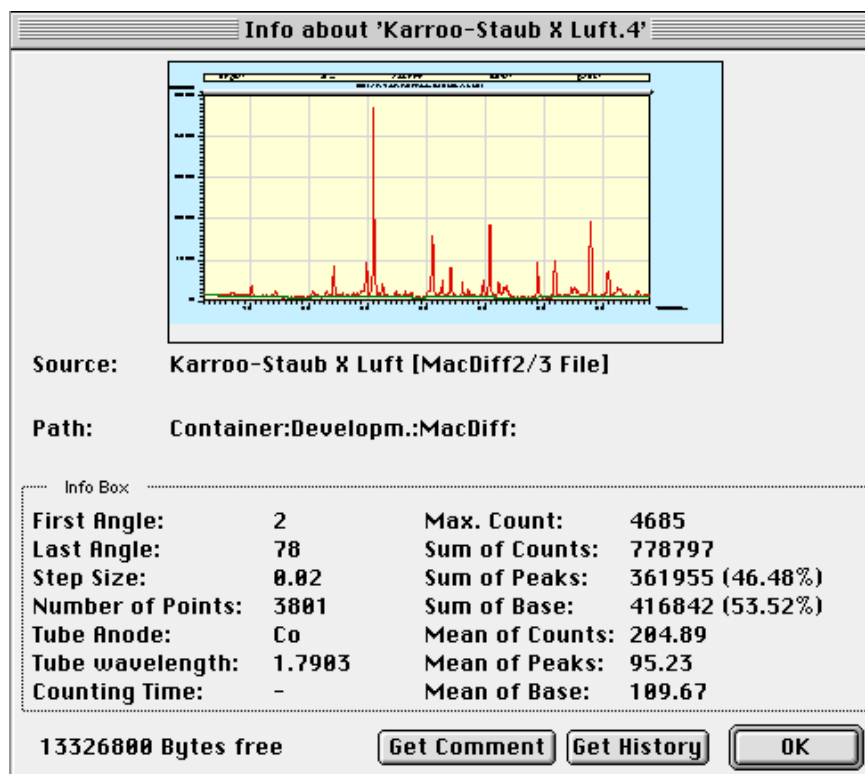 Info about 'Karroo-Staub X Luft.4'
Source: Karroo-Staub X Luft [MacDiff2/3 File]
Path: Container:Developm.:MacDiff:
Info Box
First Angle: 2 Max. Count: 4685
Last Angle: 78 Sum of Counts: 778797
Step Size: 0.02 Sum of Peaks: 361955 (46.48%)
Number of Points: 3801 Sum of Base: 416842 (53.52%)
Tube Anode: Co Mean of Counts: 204.89
Tube wavelength: 1.7903 Mean of Peaks: 95.23
Counting Time: - Mean of Base: 109.67
13326800 Bytes free Get Comment Get History OK